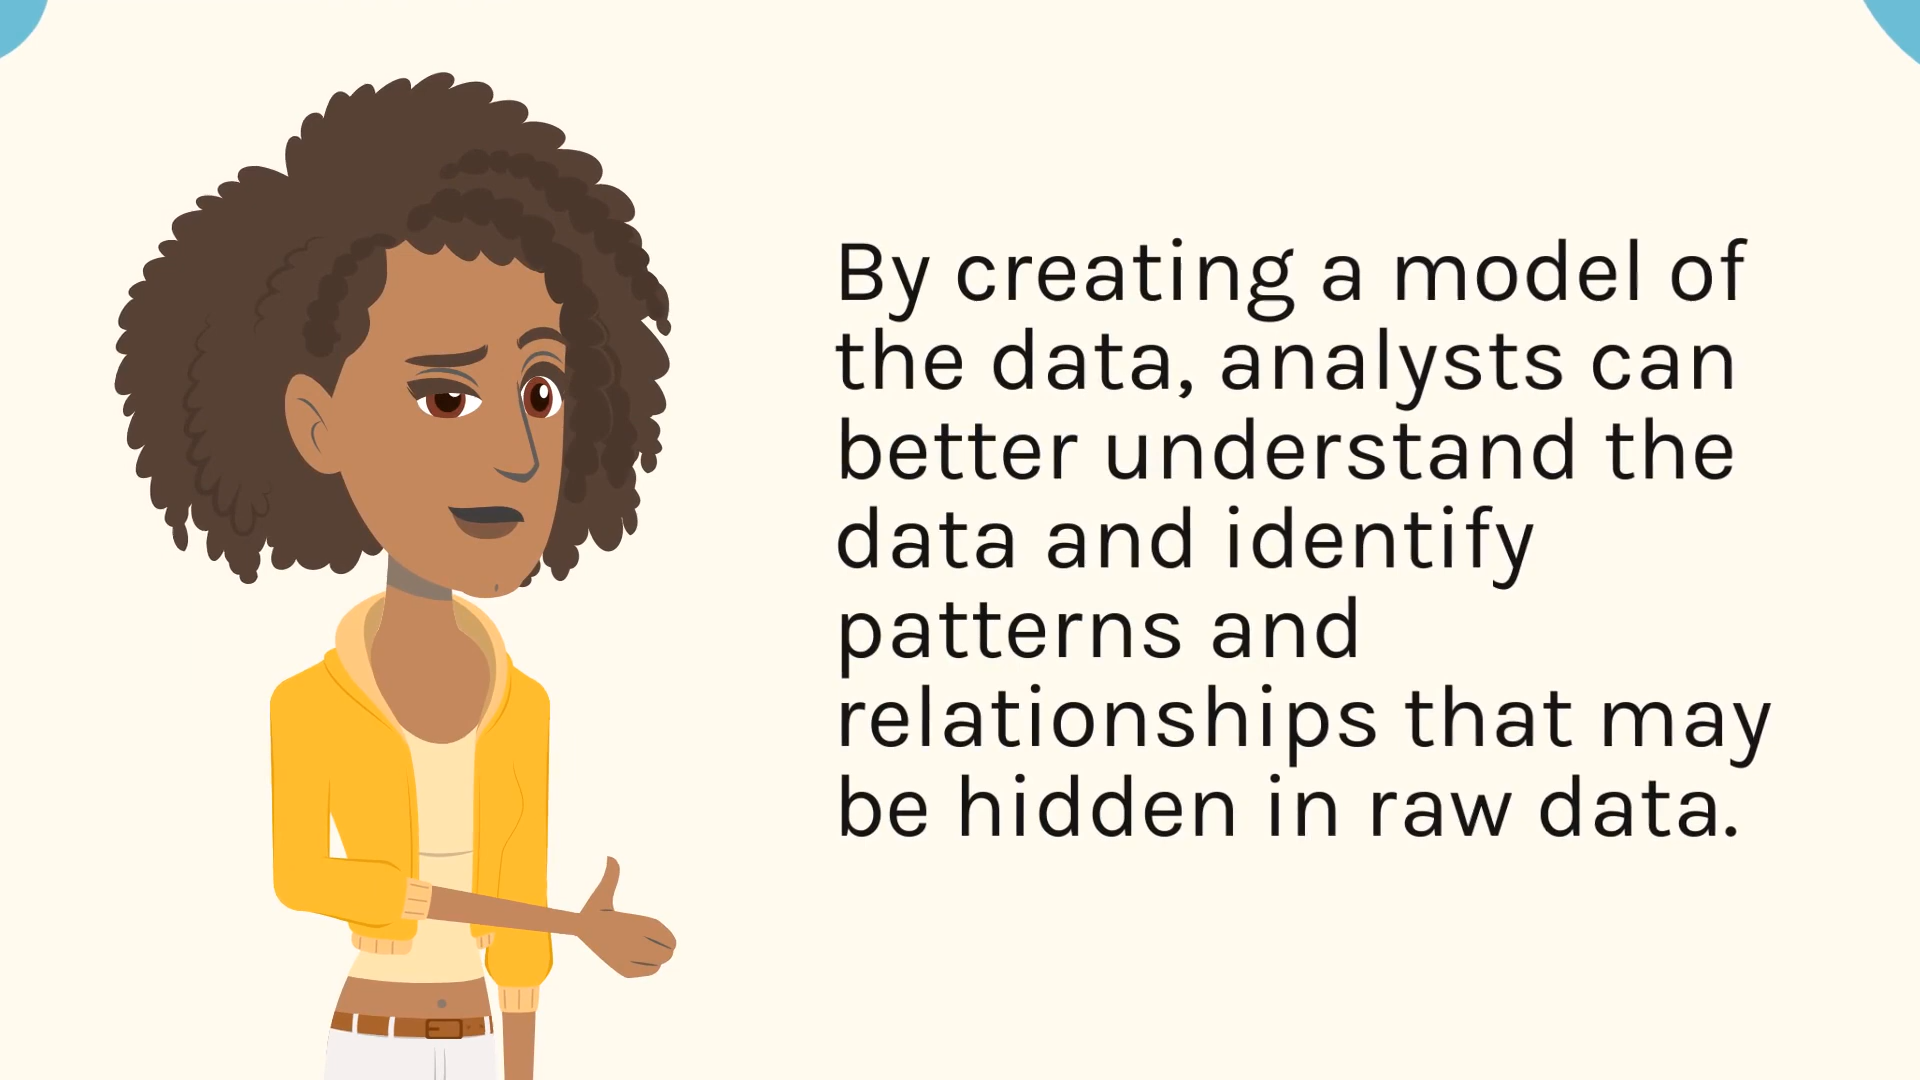 By creating a model of
the data, analysts can
better understand the
data and identify
patterns and
relationships that may
be hidden in raw data.